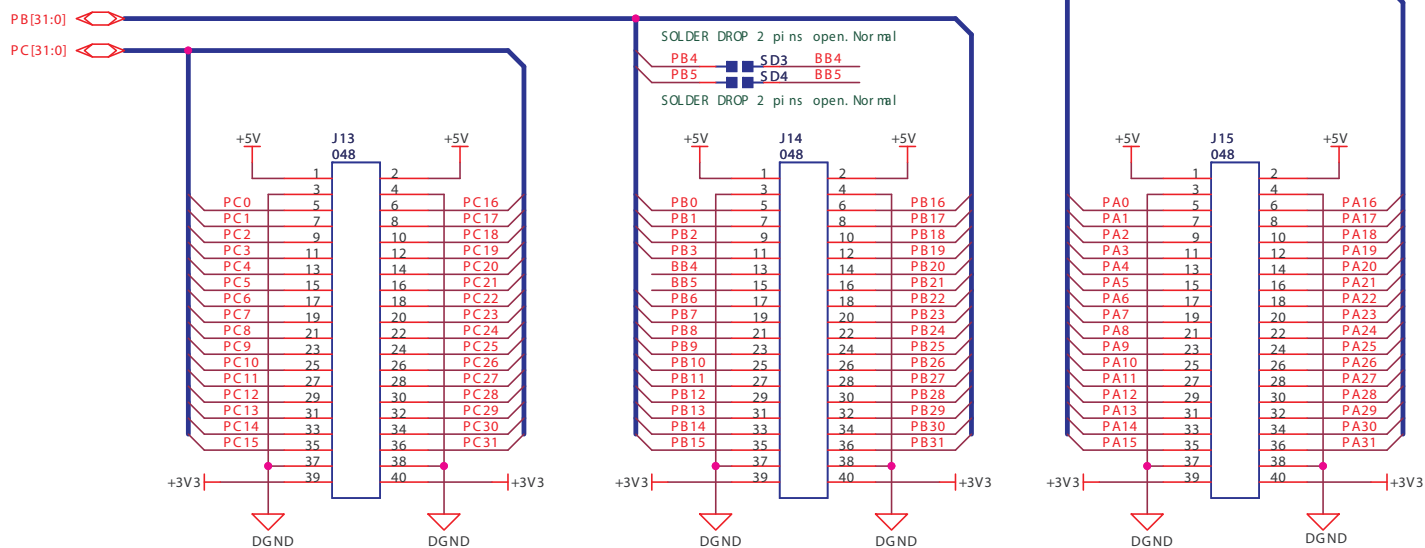 PB[31:0]
PC[31:0]
SOLDER DROP 2 pins open. Normal
PB4 SD3 BB4
PB5 SD4 BB5
SOLDER DROP 2 pins open. Normal
+5V J13 +5V
048
1 2
3 4
PC0 5 6 PC16
PC1 7 8 PC17
PC2 9 10 PC18
PC3 11 12 PC19
PC4 13 14 PC20
PC5 15 16 PC21
PC6 17 18 PC22
PC7 19 20 PC23
PC8 21 22 PC24
PC9 23 24 PC25
PC10 25 26 PC26
PC11 27 28 PC27
PC12 29 30 PC28
PC13 31 32 PC29
PC14 33 34 PC30
PC15 35 36 PC31
37 38
+3V3 39 40 +3V3
DGND DGND
+5V J14 +5V
048
1 2
3 4
PB0 5 6 PB16
PB1 7 8 PB17
PB2 9 10 PB18
PB3 11 12 PB19
BB4 13 14 PB20
BB5 15 16 PB21
PB6 17 18 PB22
PB7 19 20 PB23
PB8 21 22 PB24
PB9 23 24 PB25
PB10 25 26 PB26
PB11 27 28 PB27
PB12 29 30 PB28
PB13 31 32 PB29
PB14 33 34 PB30
PB15 35 36 PB31
37 38
+3V3 39 40 +3V3
DGND DGND
+5V J15 +5V
048
1 2
3 4
PA0 5 6 PA16
PA1 7 8 PA17
PA2 9 10 PA18
PA3 11 12 PA19
PA4 13 14 PA20
PA5 15 16 PA21
PA6 17 18 PA22
PA7 19 20 PA23
PA8 21 22 PA24
PA9 23 24 PA25
PA10 25 26 PA26
PA11 27 28 PA27
PA12 29 30 PA28
PA13 31 32 PA29
PA14 33 34 PA30
PA15 35 36 PA31
37 38
+3V3 39 40 +3V3
DGND DGND